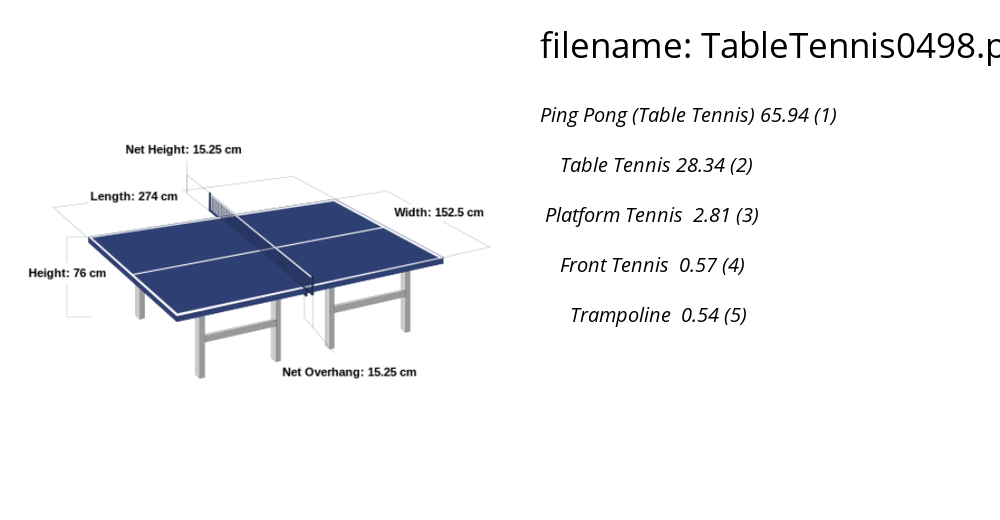 filename: TableTennis0498.p
Ping Pong (Table Tennis) 65.94 (1)
Table Tennis 28.34 (2)
Platform Tennis 2.81 (3)
Front Tennis 0.57 (4)
Trampoline 0.54 (5)
Net Height: 15.25 cm
Length: 274 cm
Width: 152.5 cm
Height: 76 cm
Net Overhang: 15.25 cm